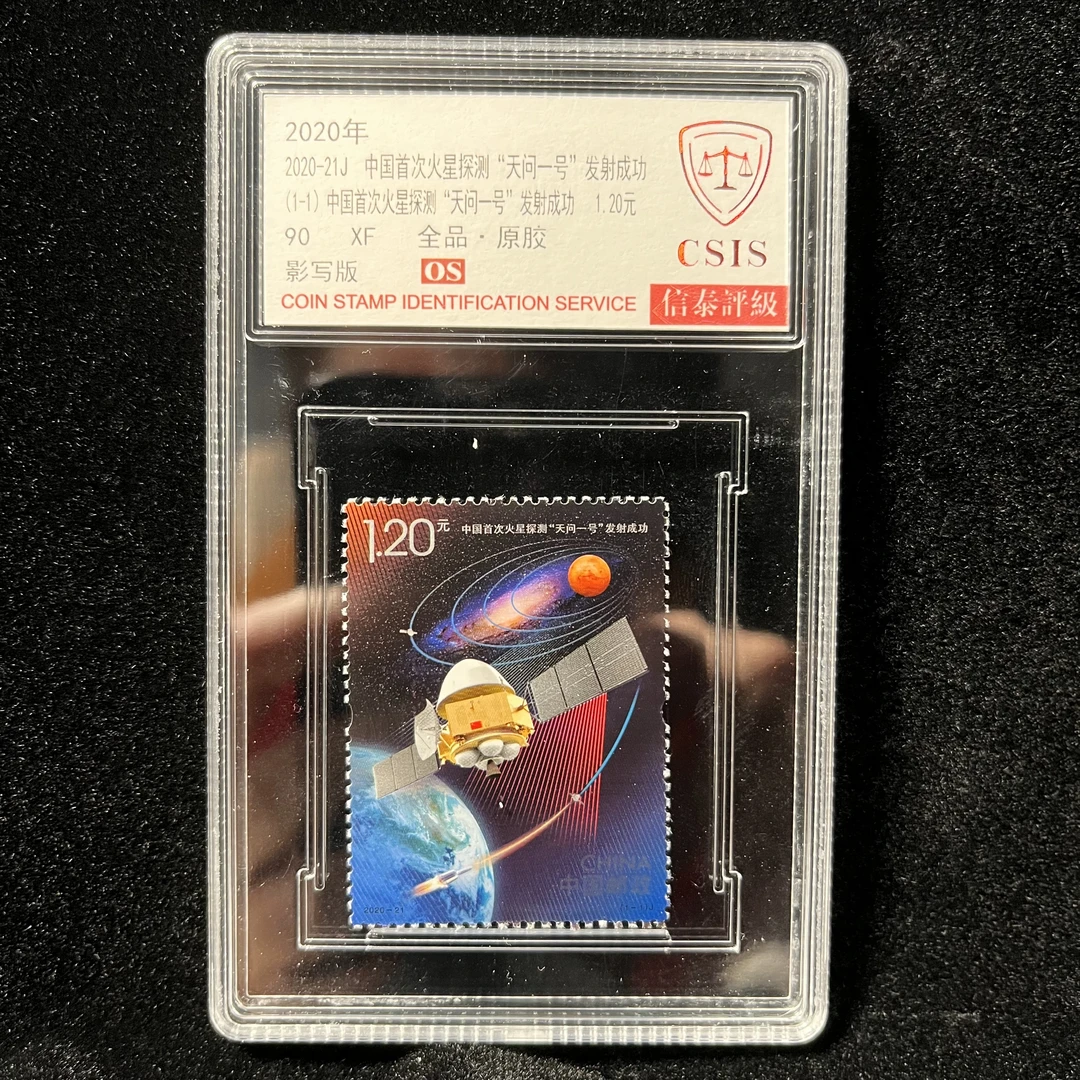 2020年
2020-21J 中国首次火星探测“天问一号”发射成功
(1-1) 中国首次火星探测“天问一号”发射成功 1.20元
90 XF 全品·原胶
影写版 OS
COIN STAMP IDENTIFICATION SERVICE
CSIS
信泰評級
1.20元 中国首次火星探测“天问一号”发射成功
CHINA
中国邮政
2020-21